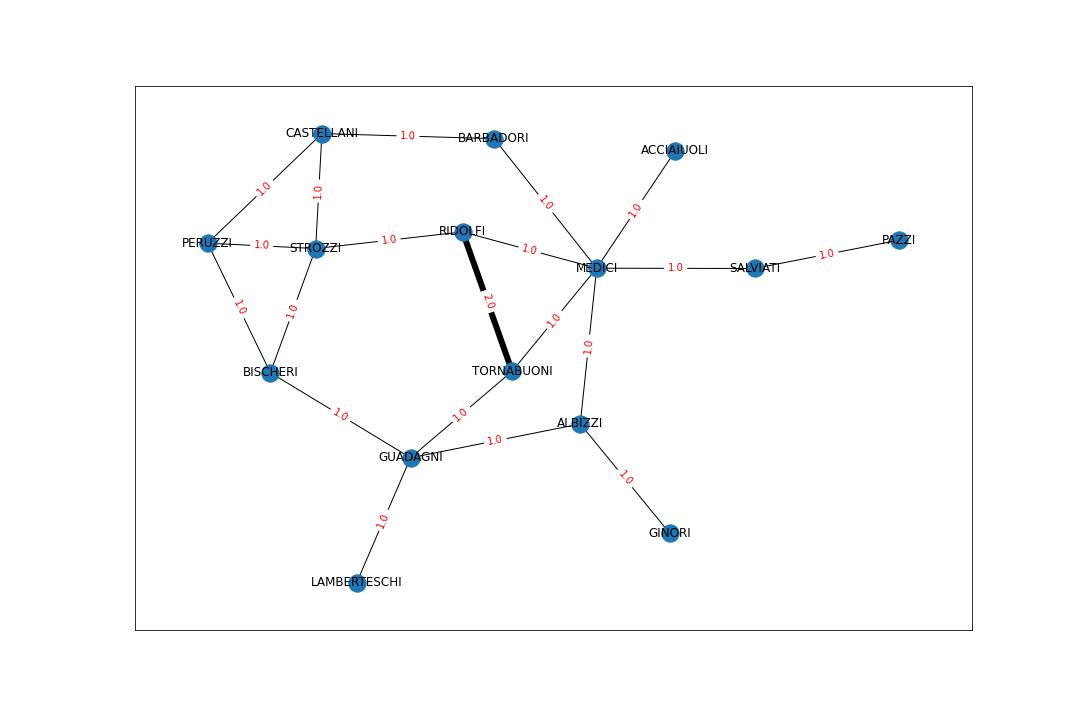 CASTELLANI
1.0
BARBADORI
ACCIAIUOLI
1.0
1.0
1.0
1.0
PERUZZI
1.0
STROZZI
1.0
RIDOLFI
1.0
MEDICI
1.0
SALVIATI
1.0
PAZZI
1.0
1.0
2.0
1.0
1.0
BISCHERI
TORNABUONI
1.0
1.0
1.0
ALBIZZI
GUADAGNI
1.0
1.0
GINORI
LAMBERTESCHI